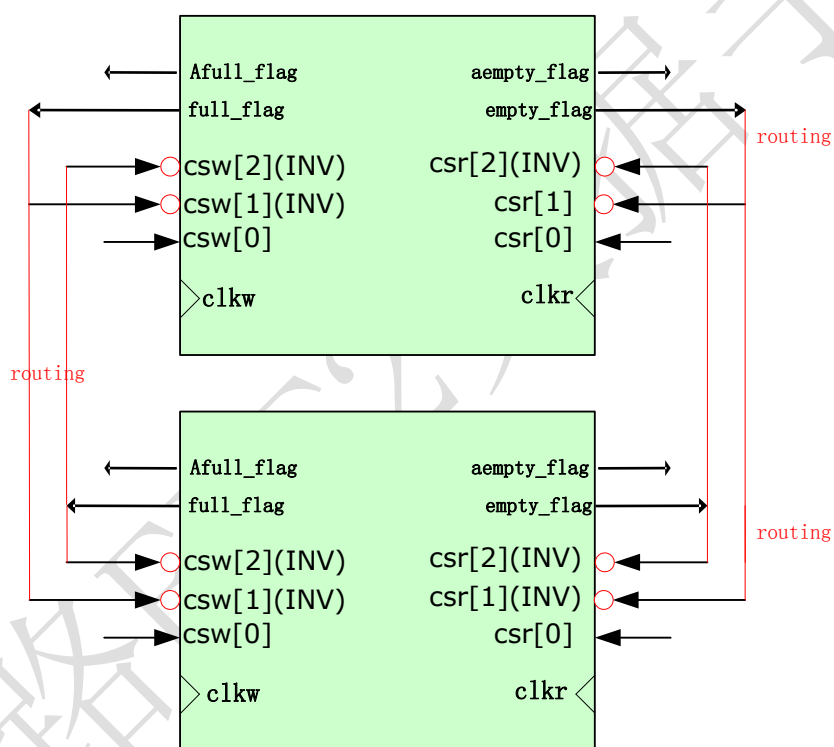 Afull_flag aempty_flag
full_flag empty_flag
routing
csw[2](INV) csr[2](INV)
csw[1](INV) csr[1]
csw[0] csr[0]
clkw clkr
routing
Afull_flag aempty_flag
full_flag empty_flag
routing
csw[2](INV) csr[2](INV)
csw[1](INV) csr[1](INV)
csw[0] csr[0]
clkw clkr